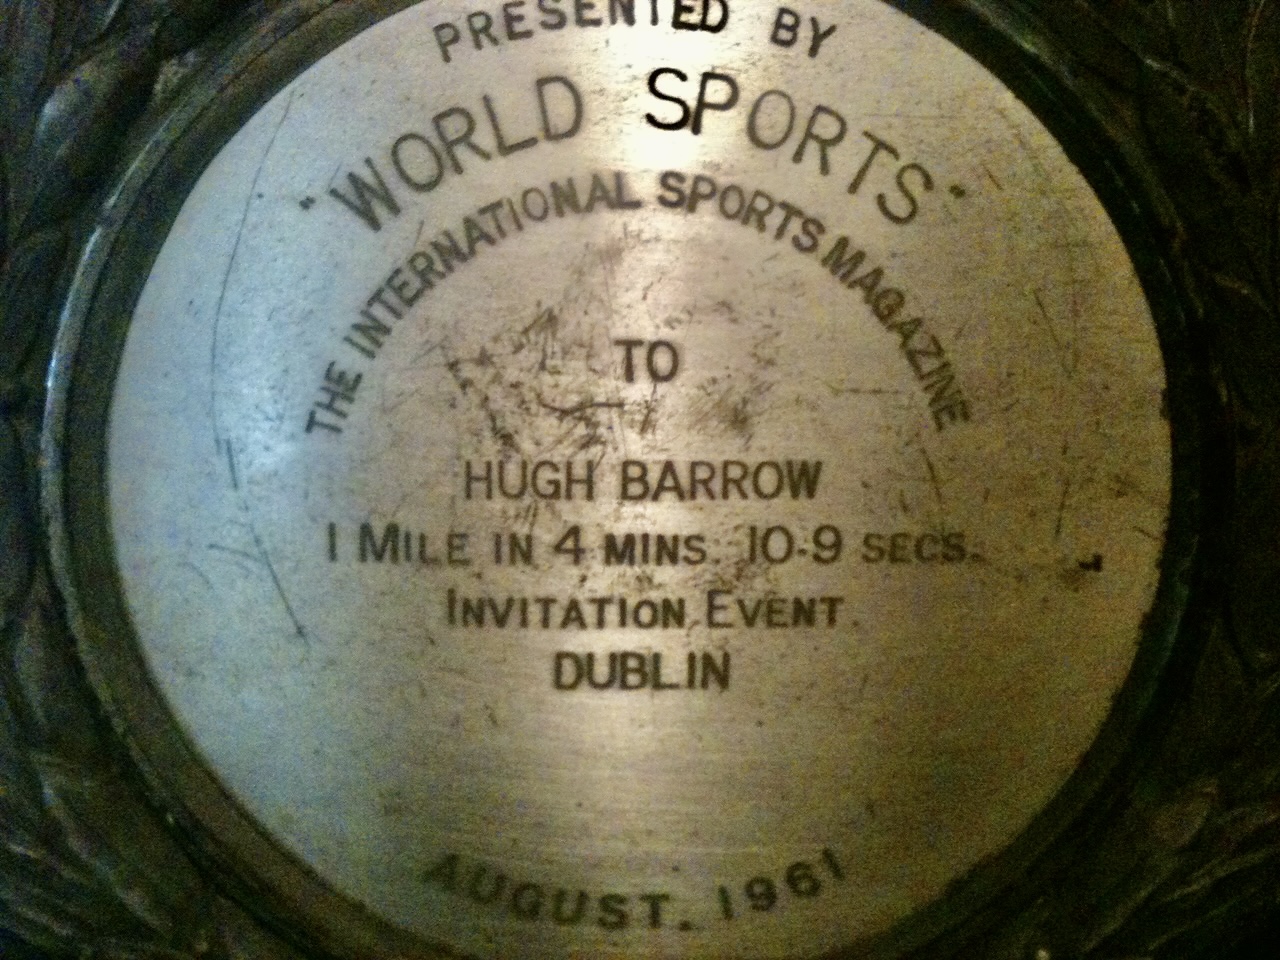 PRESENTED BY
"WORLD SPORTS"
THE INTERNATIONAL SPORTS MAGAZINE
TO
HUGH BARROW
1 MILE IN 4 MINS. 10·9 SECS.
INVITATION EVENT.
DUBLIN
AUGUST. 1961